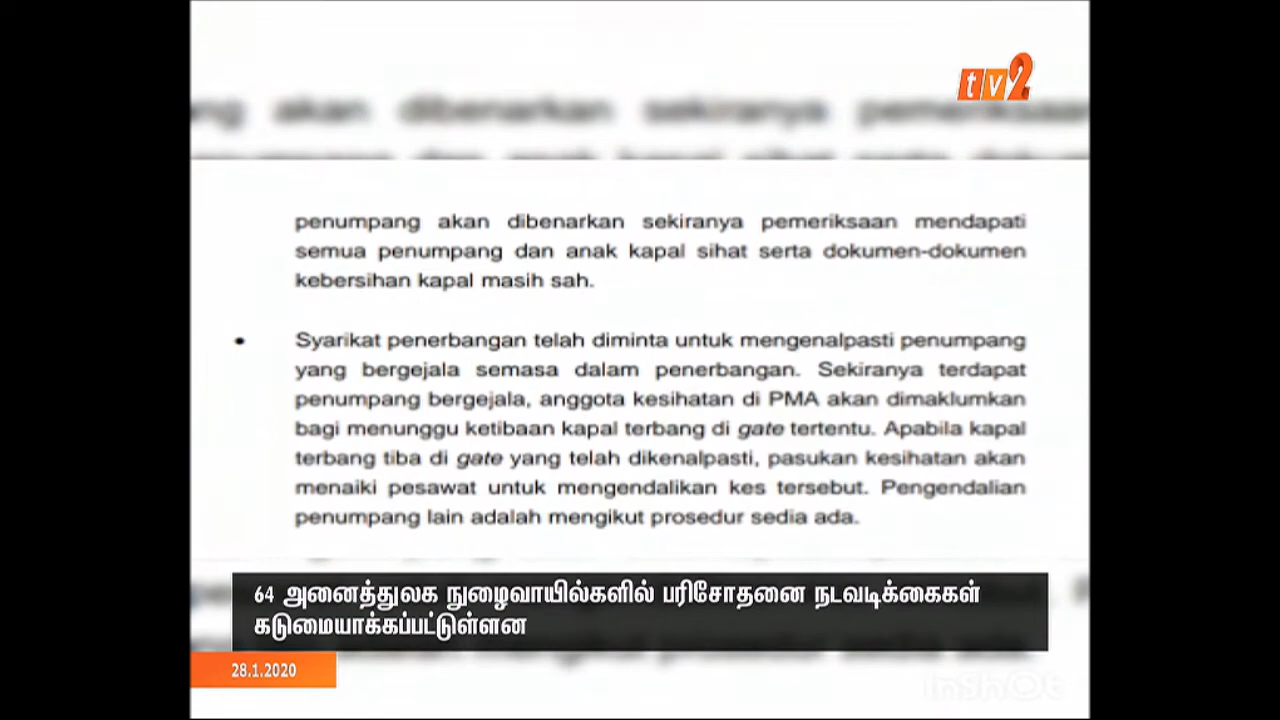 tv2
penumpang akan dibenarkan sekiranya pemeriksaan mendapati
semua penumpang dan anak kapal sihat serta dokumen-dokumen
kebersihan kapal masih sah.
• Syarikat penerbangan telah diminta untuk mengenalpasti penumpang
yang bergejala semasa dalam penerbangan. Sekiranya terdapat
penumpang bergejala, anggota kesihatan di PMA akan dimaklumkan
bagi menunggu ketibaan kapal terbang di gate tertentu. Apabila kapal
terbang tiba di gate yang telah dikenalpasti, pasukan kesihatan akan
menaiki pesawat untuk mengendalikan kes tersebut. Pengendalian
penumpang lain adalah mengikut prosedur sedia ada.
64 அனைத்துலக நுழைவாயில்களில் பரிசோதனை நடவடிக்கைகள்
கடுமையாக்கப்பட்டுள்ளன
28.1.2020
InShOt